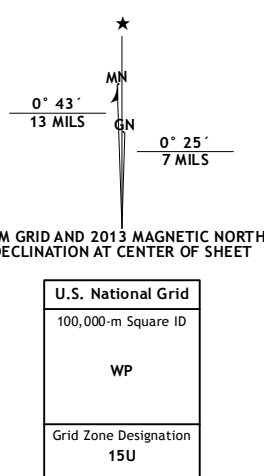 ★
MN
0° 43´
13 MILS
GN
0° 25´
7 MILS
M GRID AND 2013 MAGNETIC NORTH
DECLINATION AT CENTER OF SHEET
U.S. National Grid
100,000-m Square ID
WP
Grid Zone Designation
15U